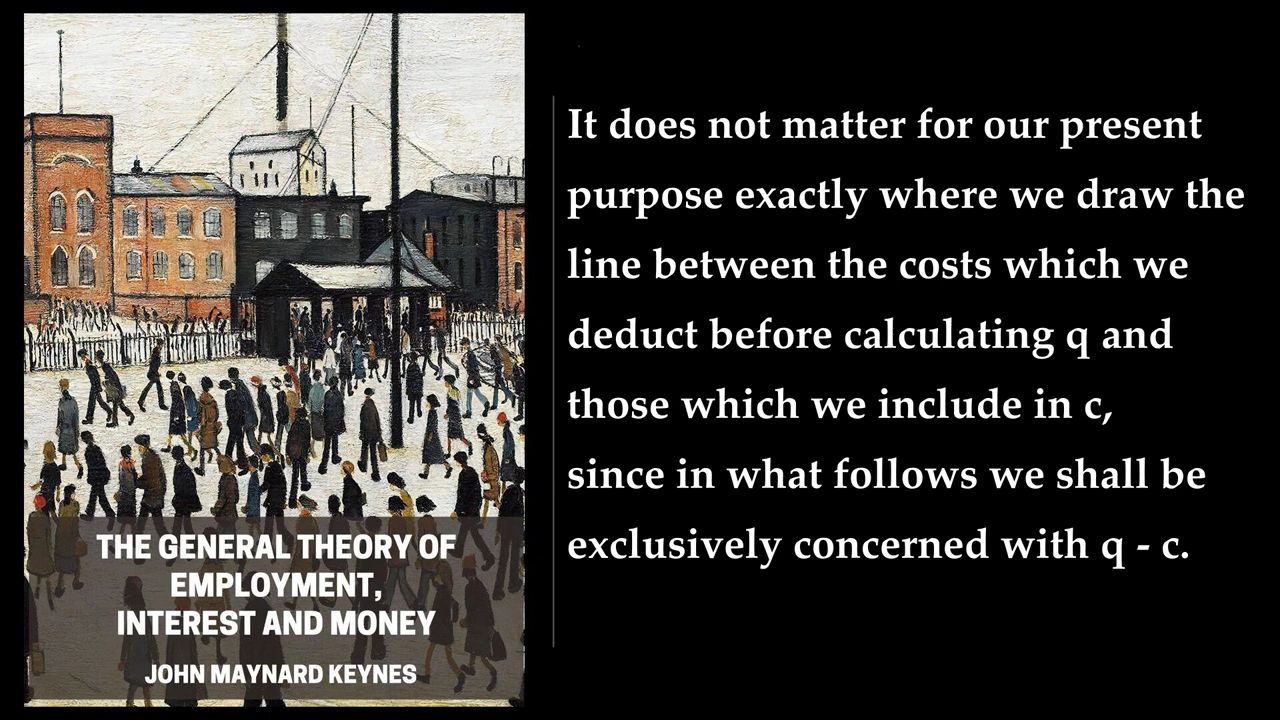 THE GENERAL THEORY OF
EMPLOYMENT,
INTEREST AND MONEY
JOHN MAYNARD KEYNES
It does not matter for our present
purpose exactly where we draw the
line between the costs which we
deduct before calculating q and
those which we include in c,
since in what follows we shall be
exclusively concerned with q - c.